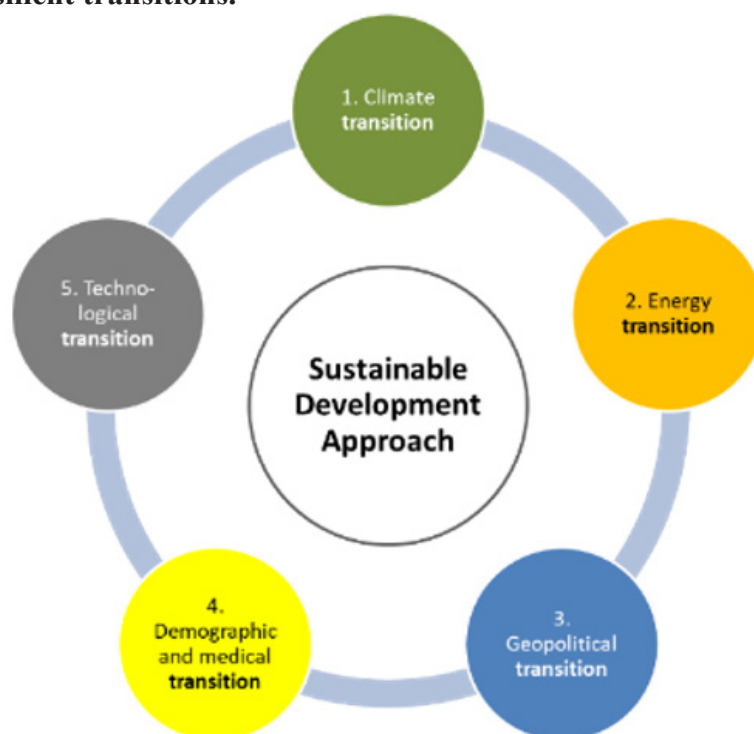 transitions.
1. Climate
transition
2. Energy
transition
3.
Geopolitical
transition
4.
Demographic
and medical
transition
5. Techno-
logical
transition
Sustainable
Development
Approach